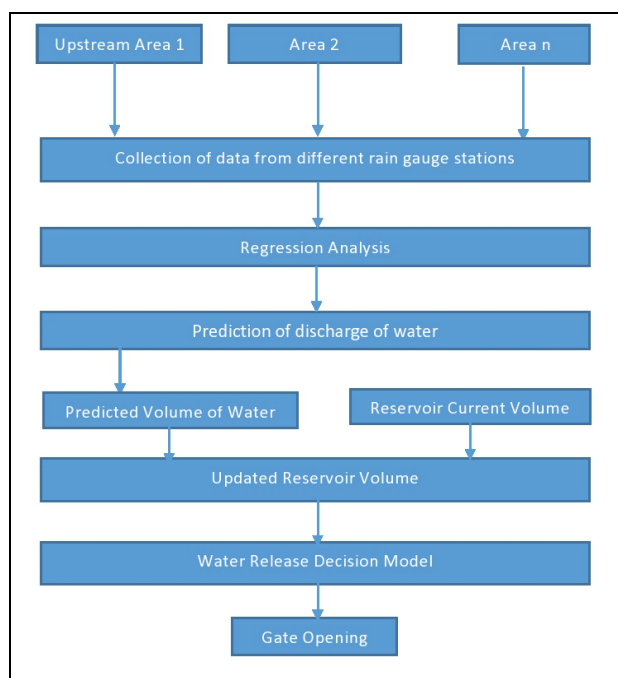 Upstream Area 1
Area 2
Area n
Collection of data from different rain gauge stations
Regression Analysis
Prediction of discharge of water
Predicted Volume of Water
Reservoir Current Volume
Updated Reservoir Volume
Water Release Decision Model
Gate Opening